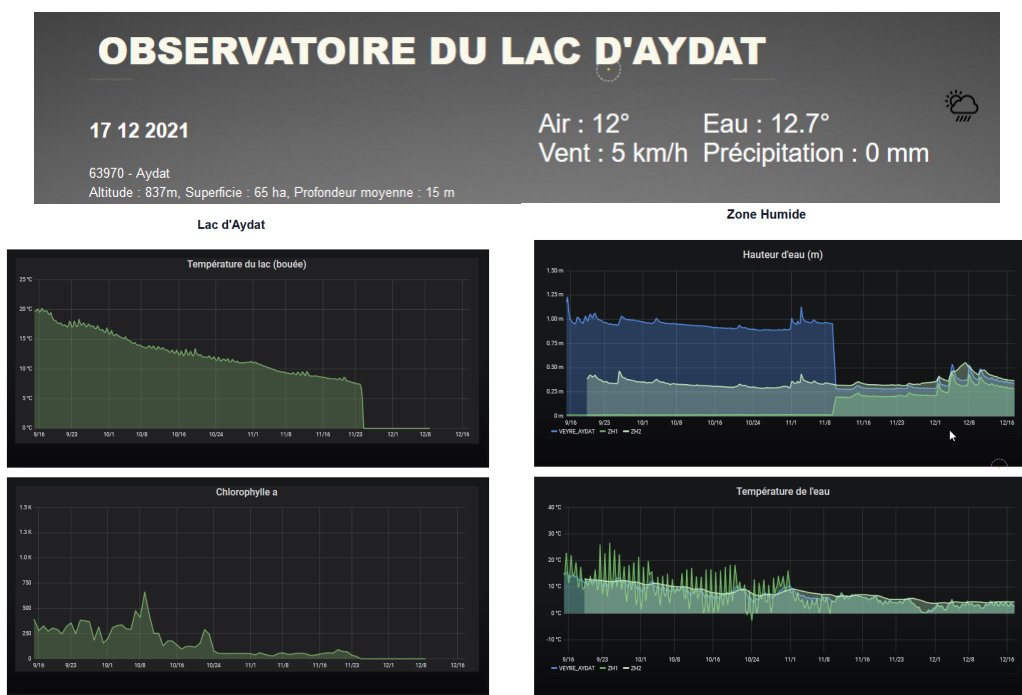 OBSERVATOIRE DU LAC D'AYDAT
17 12 2021
Air : 12° Eau : 12.7°
Vent : 5 km/h Précipitation : 0 mm
63970 - Aydat
Altitude : 837m, Superficie : 65 ha, Profondeur moyenne : 15 m
Lac d'Aydat
Température du lac (bouée)
25 °C
20 °C
15 °C
10 °C
5 °C
0 °C
9/16 9/23 10/1 10/8 10/16 10/24 11/1 11/8 11/16 11/23 12/1 12/8 12/16
Chlorophylle a
1.5 K
1.3 K
1.0 K
750
500
250
0
9/16 9/23 10/1 10/8 10/16 10/24 11/1 11/8 11/16 11/23 12/1 12/8 12/16
Zone Humide
Hauteur d'eau (m)
1.50 m
1.25 m
1.00 m
0.75 m
0.50 m
0.25 m
0 m
9/16 9/23 10/1 10/8 10/16 10/24 11/1 11/8 11/16 11/23 12/1 12/8 12/16
VEYRE_AYDAT ZH1 ZH2
Température de l'eau
40 °C
30 °C
20 °C
10 °C
0 °C
-10 °C
9/16 9/23 10/1 10/8 10/16 10/24 11/1 11/8 11/16 11/23 12/1 12/8 12/16
VEYRE_AYDAT ZH1 ZH2